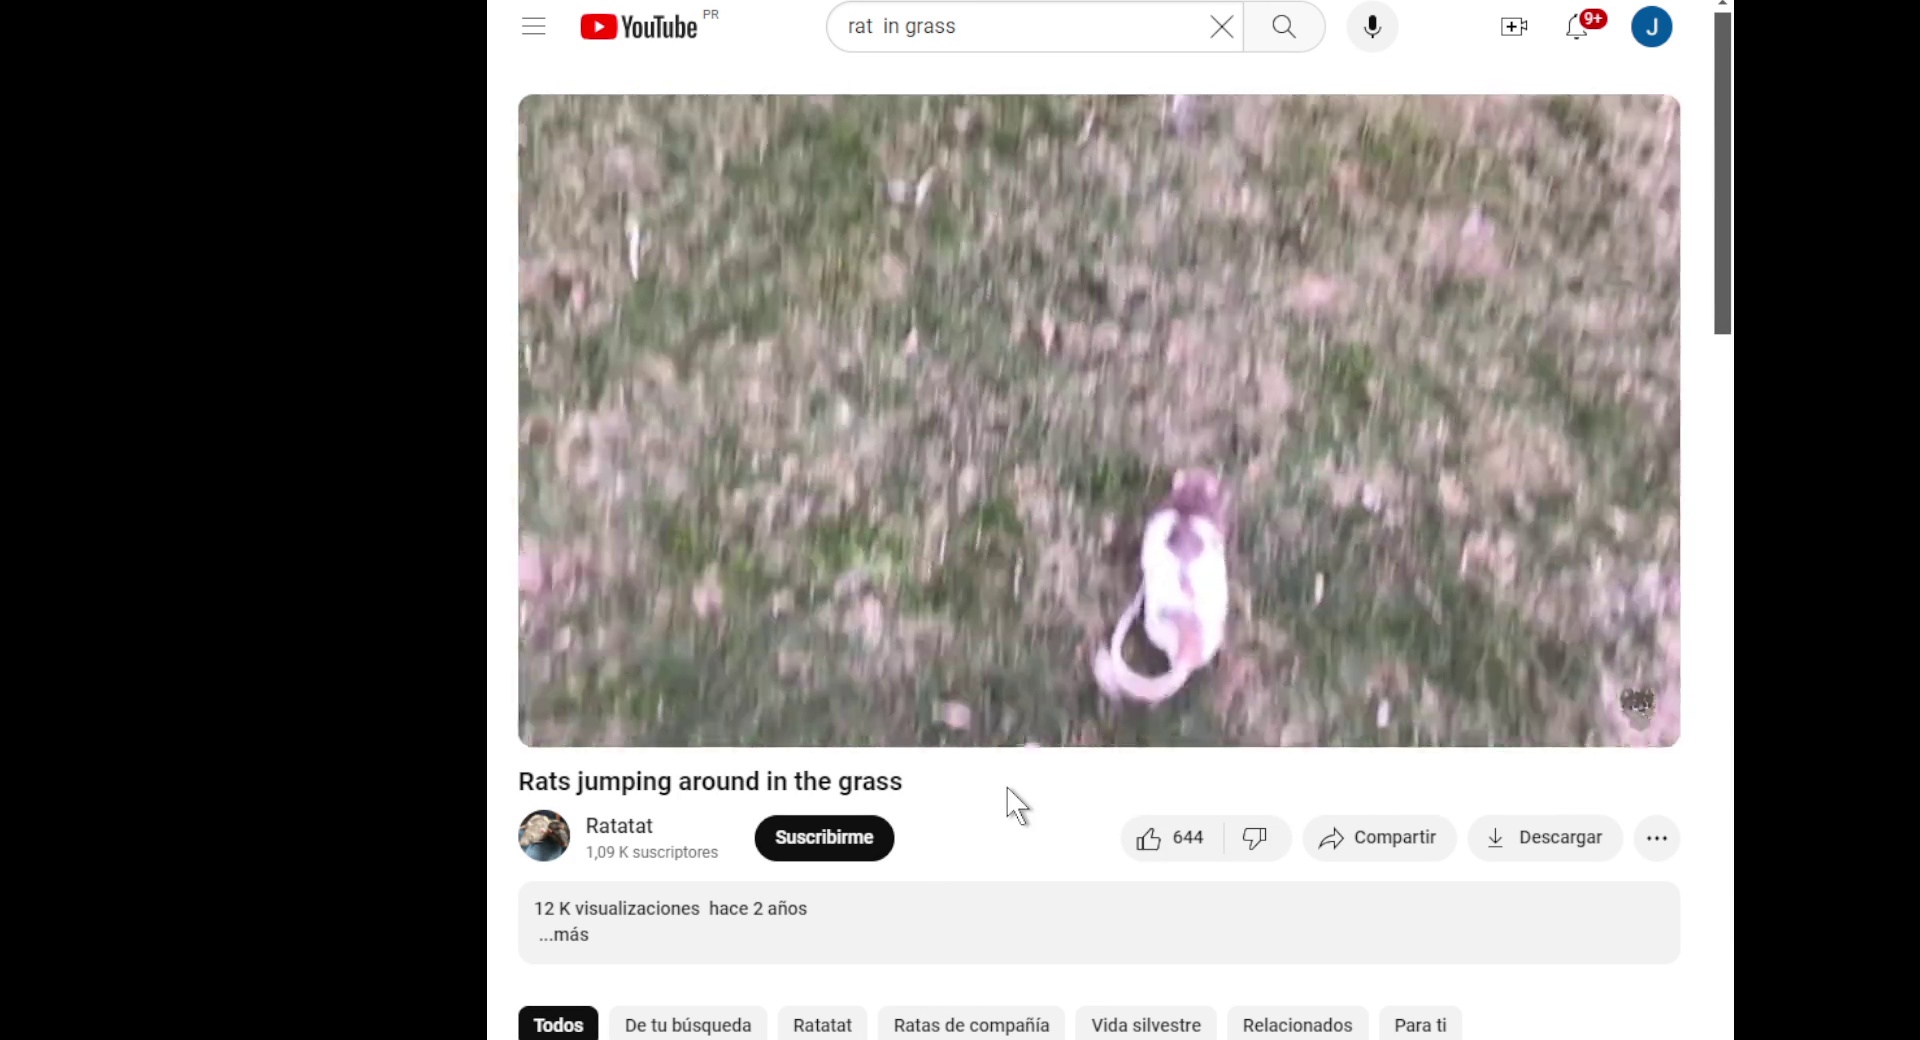 YouTube PR
rat in grass
9+
J
Rats jumping around in the grass
Ratatat
1,09 K suscriptores
Suscribirme
644
Compartir
Descargar
12 K visualizaciones hace 2 años
...más
Todos De tu búsqueda Ratatat Ratas de compañía Vida silvestre Relacionados Para ti